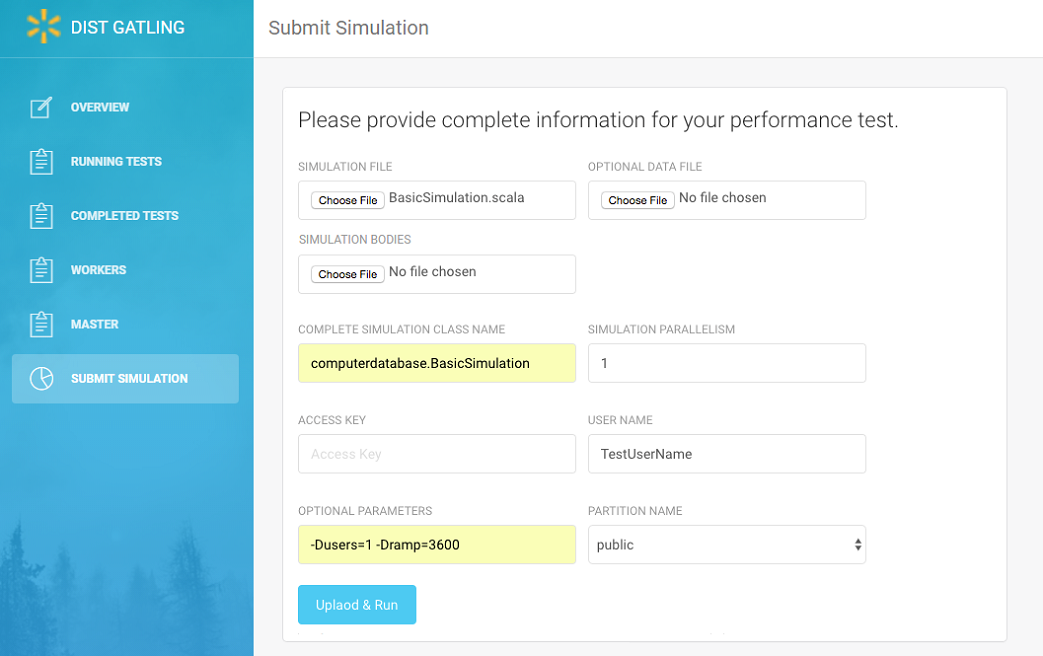 DIST GATLING
Submit Simulation
OVERVIEW
RUNNING TESTS
COMPLETED TESTS
WORKERS
MASTER
SUBMIT SIMULATION
Please provide complete information for your performance test.
SIMULATION FILE
OPTIONAL DATA FILE
Choose File BasicSimulation.scala
Choose File No file chosen
SIMULATION BODIES
Choose File No file chosen
COMPLETE SIMULATION CLASS NAME
SIMULATION PARALLELISM
computerdatabase.BasicSimulation
1
ACCESS KEY
USER NAME
Access Key
TestUserName
OPTIONAL PARAMETERS
PARTITION NAME
-Dusers=1 -Dramp=3600
public
Uplaod & Run